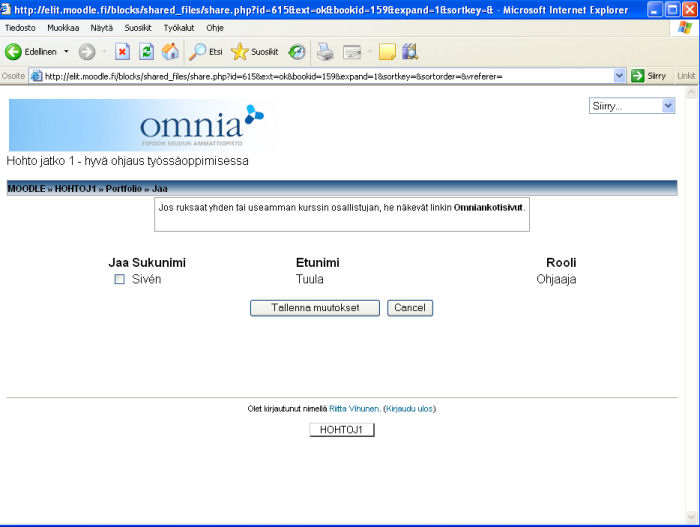 http://elit.moodle.fi/blocks/shared_files/share.php?id=615&ext=ok&bookid=159&expand=1&sortkey=& - Microsoft Internet Explorer
Tiedosto Muokkaa Näytä Suosikit Työkalut Ohje
Edellinen Etsi Suosikit
Osoite http://elit.moodle.fi/blocks/shared_files/share.php?id=615&ext=ok&bookid=159&expand=1&sortkey=&sortorder=&vreferer= Siirry Linkit
Siirry...
omnia
ESPOON SEUDUN AMMATTIOPISTO
Hohto jatko 1 - hyvä ohjaus työssäoppimisessa
MOODLE » HOHTOJ1 » Portfolio » Jaa
Jos ruksaat yhden tai useamman kurssin osallistujan, he näkevät linkin Omniankotisivut.
Jaa Sukunimi Etunimi Rooli
Sivén Tuula Ohjaaja
Tallenna muutokset Cancel
Olet kirjautunut nimellä Riitta Vihunen. (Kirjaudu ulos)
HOHTOJ1